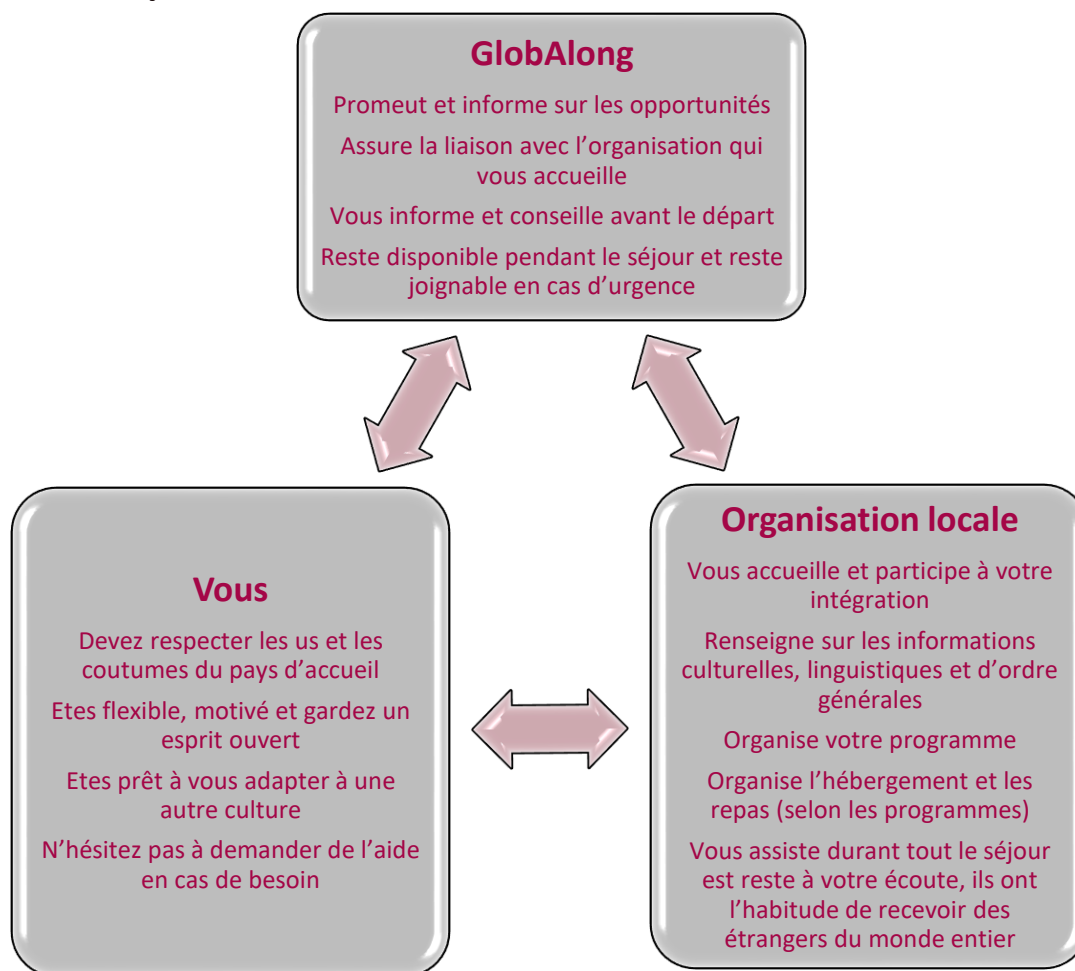 GlobAlong
Promeut et informe sur les opportunités
Assure la liaison avec l’organisation qui
vous accueille
Vous informe et conseille avant le départ
Reste disponible pendant le séjour et reste
joignable en cas d’urgence
Vous
Devez respecter les us et les
coutumes du pays d’accueil
Etes flexible, motivé et gardez un
esprit ouvert
Etes prêt à vous adapter à une
autre culture
N’hésitez pas à demander de l’aide
en cas de besoin
Organisation locale
Vous accueille et participe à votre
intégration
Renseigne sur les informations
culturelles, linguistiques et d’ordre
générales
Organise votre programme
Organise l’hébergement et les
repas (selon les programmes)
Vous assiste durant tout le séjour
est reste à votre écoute, ils ont
l’habitude de recevoir des
étrangers du monde entier